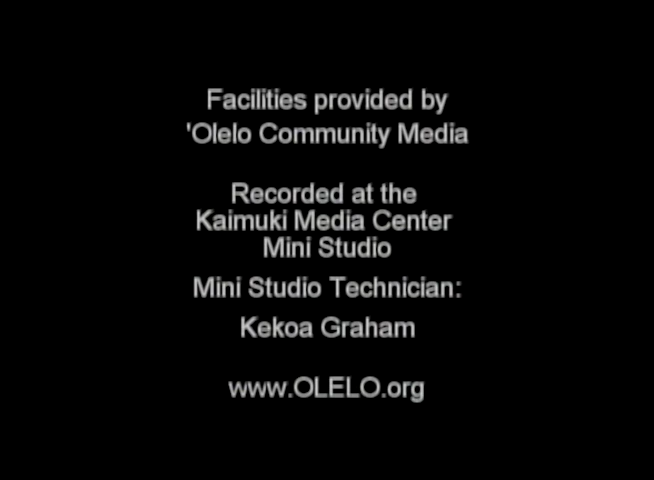 Facilities provided by
'Olelo Community Media
Recorded at the
Kaimuki Media Center
Mini Studio
Mini Studio Technician:
Kekoa Graham
www.OLELO.org